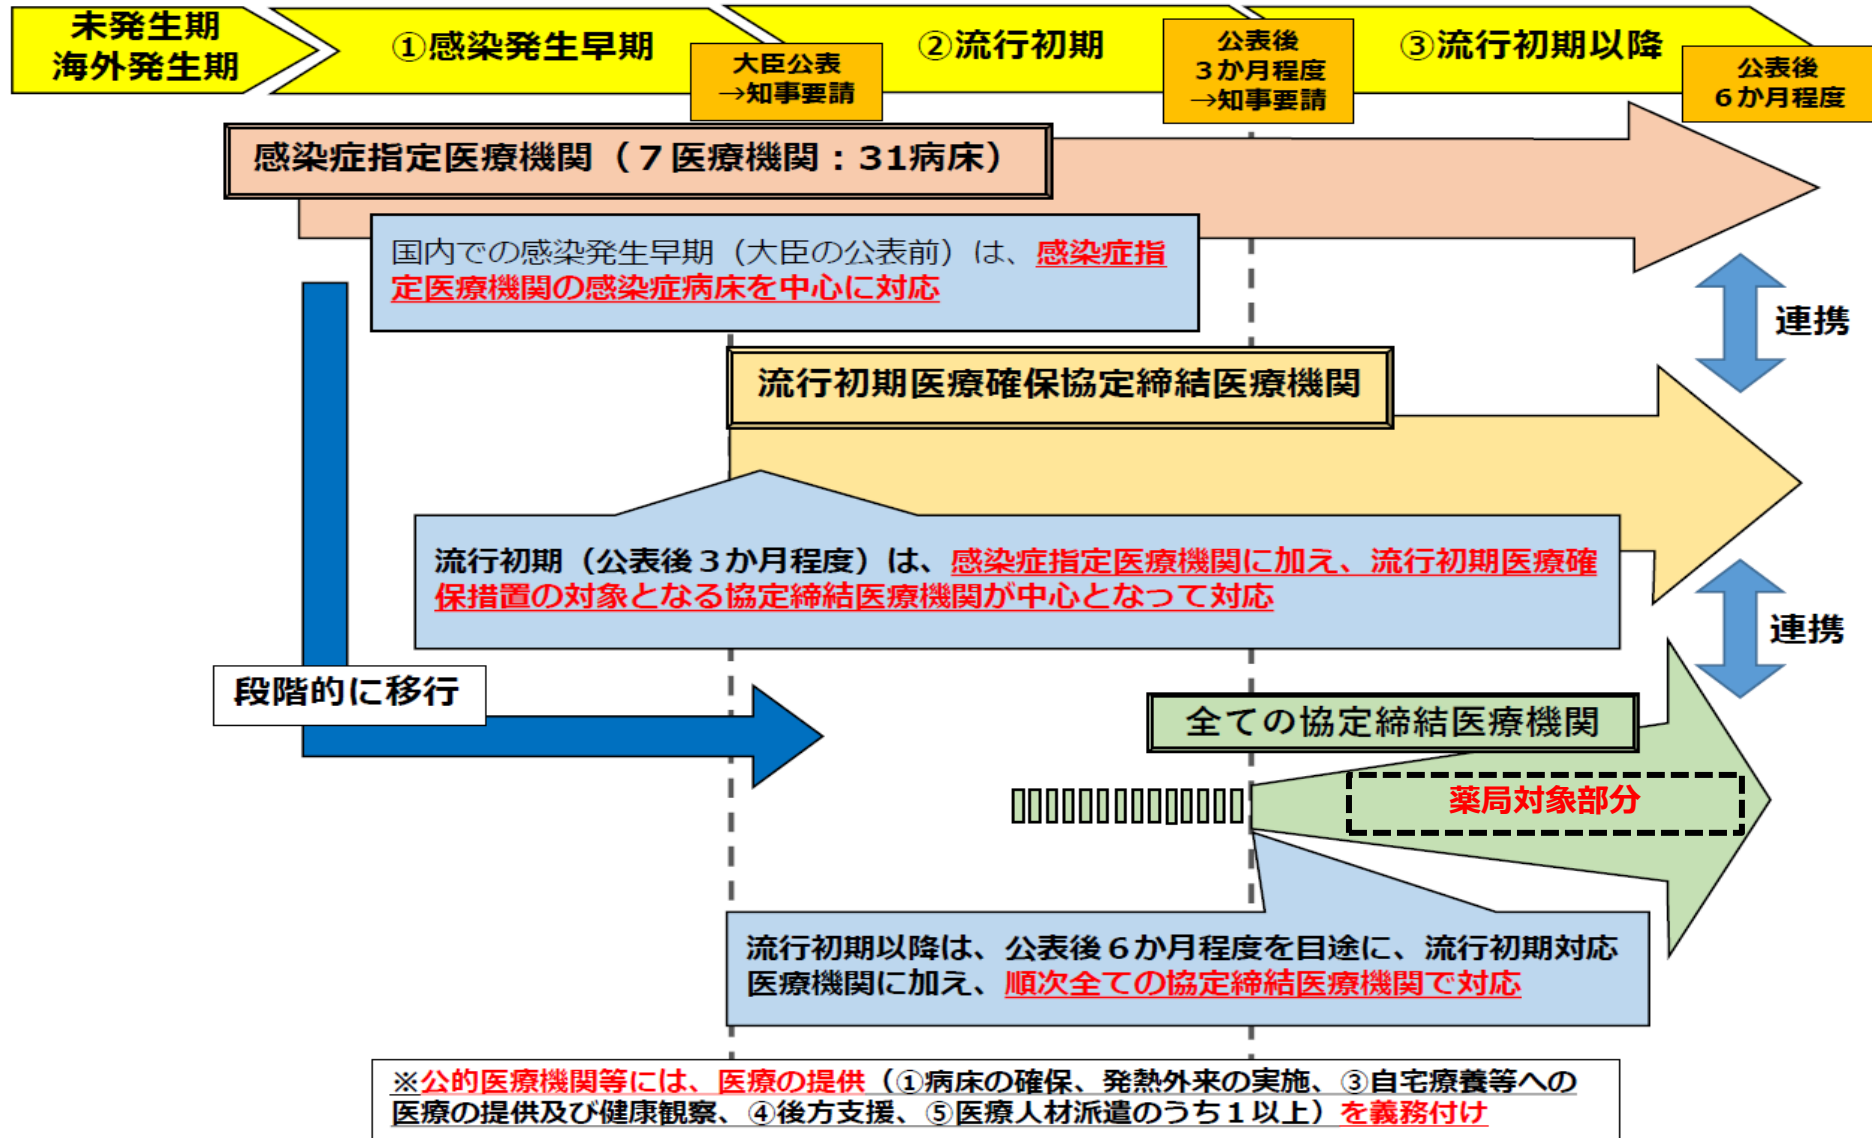 未発生期
海外発生期
①感染発生早期
大臣公表
→知事要請
②流行初期
公表後
３か月程度
→知事要請
③流行初期以降
公表後
６か月程度
感染症指定医療機関（７医療機関：31病床）
国内での感染発生早期（大臣の公表前）は、感染症指
定医療機関の感染症病床を中心に対応
連携
流行初期医療確保協定締結医療機関
流行初期（公表後３か月程度）は、感染症指定医療機関に加え、流行初期医療確
保措置の対象となる協定締結医療機関が中心となって対応
連携
段階的に移行
全ての協定締結医療機関
薬局対象部分
流行初期以降は、公表後６か月程度を目途に、流行初期対応
医療機関に加え、順次全ての協定締結医療機関で対応
※公的医療機関等には、医療の提供（①病床の確保、発熱外来の実施、③自宅療養等への
医療の提供及び健康観察、④後方支援、⑤医療人材派遣のうち１以上）を義務付け